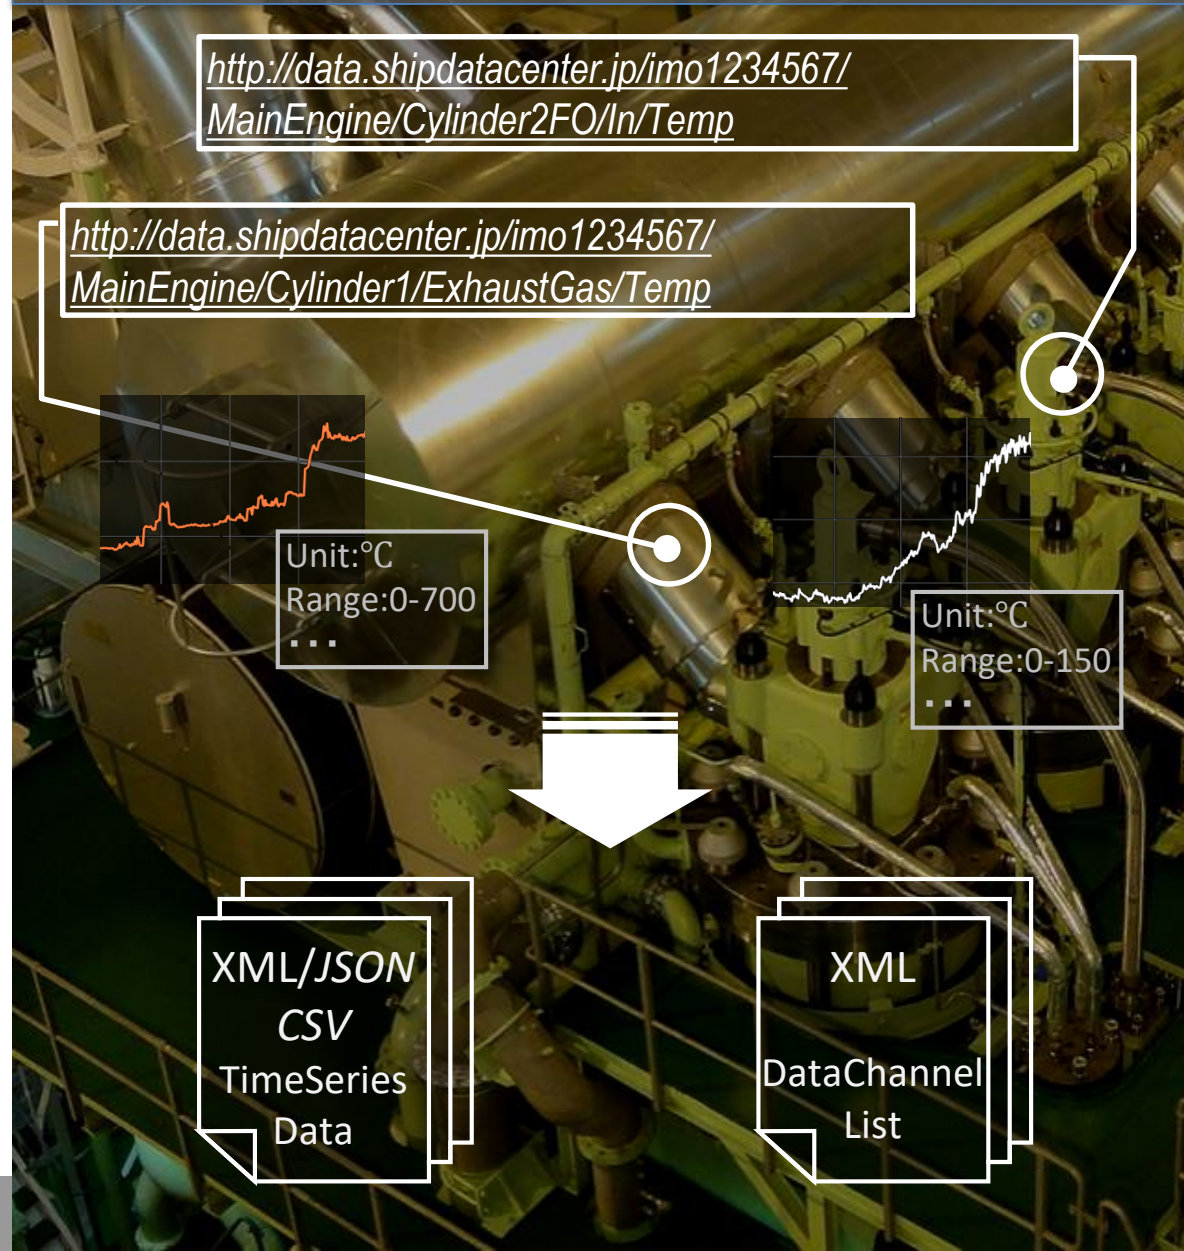 http://data.shipdatacenter.jp/imo1234567/
MainEngine/Cylinder2FO/In/Temp
http://data.shipdatacenter.jp/imo1234567/
MainEngine/Cylinder1/ExhaustGas/Temp
Unit:℃
Range:0-700
...
Unit:℃
Range:0-150
...
XML/JSON
CSV
TimeSeries
Data
XML
DataChannel
List